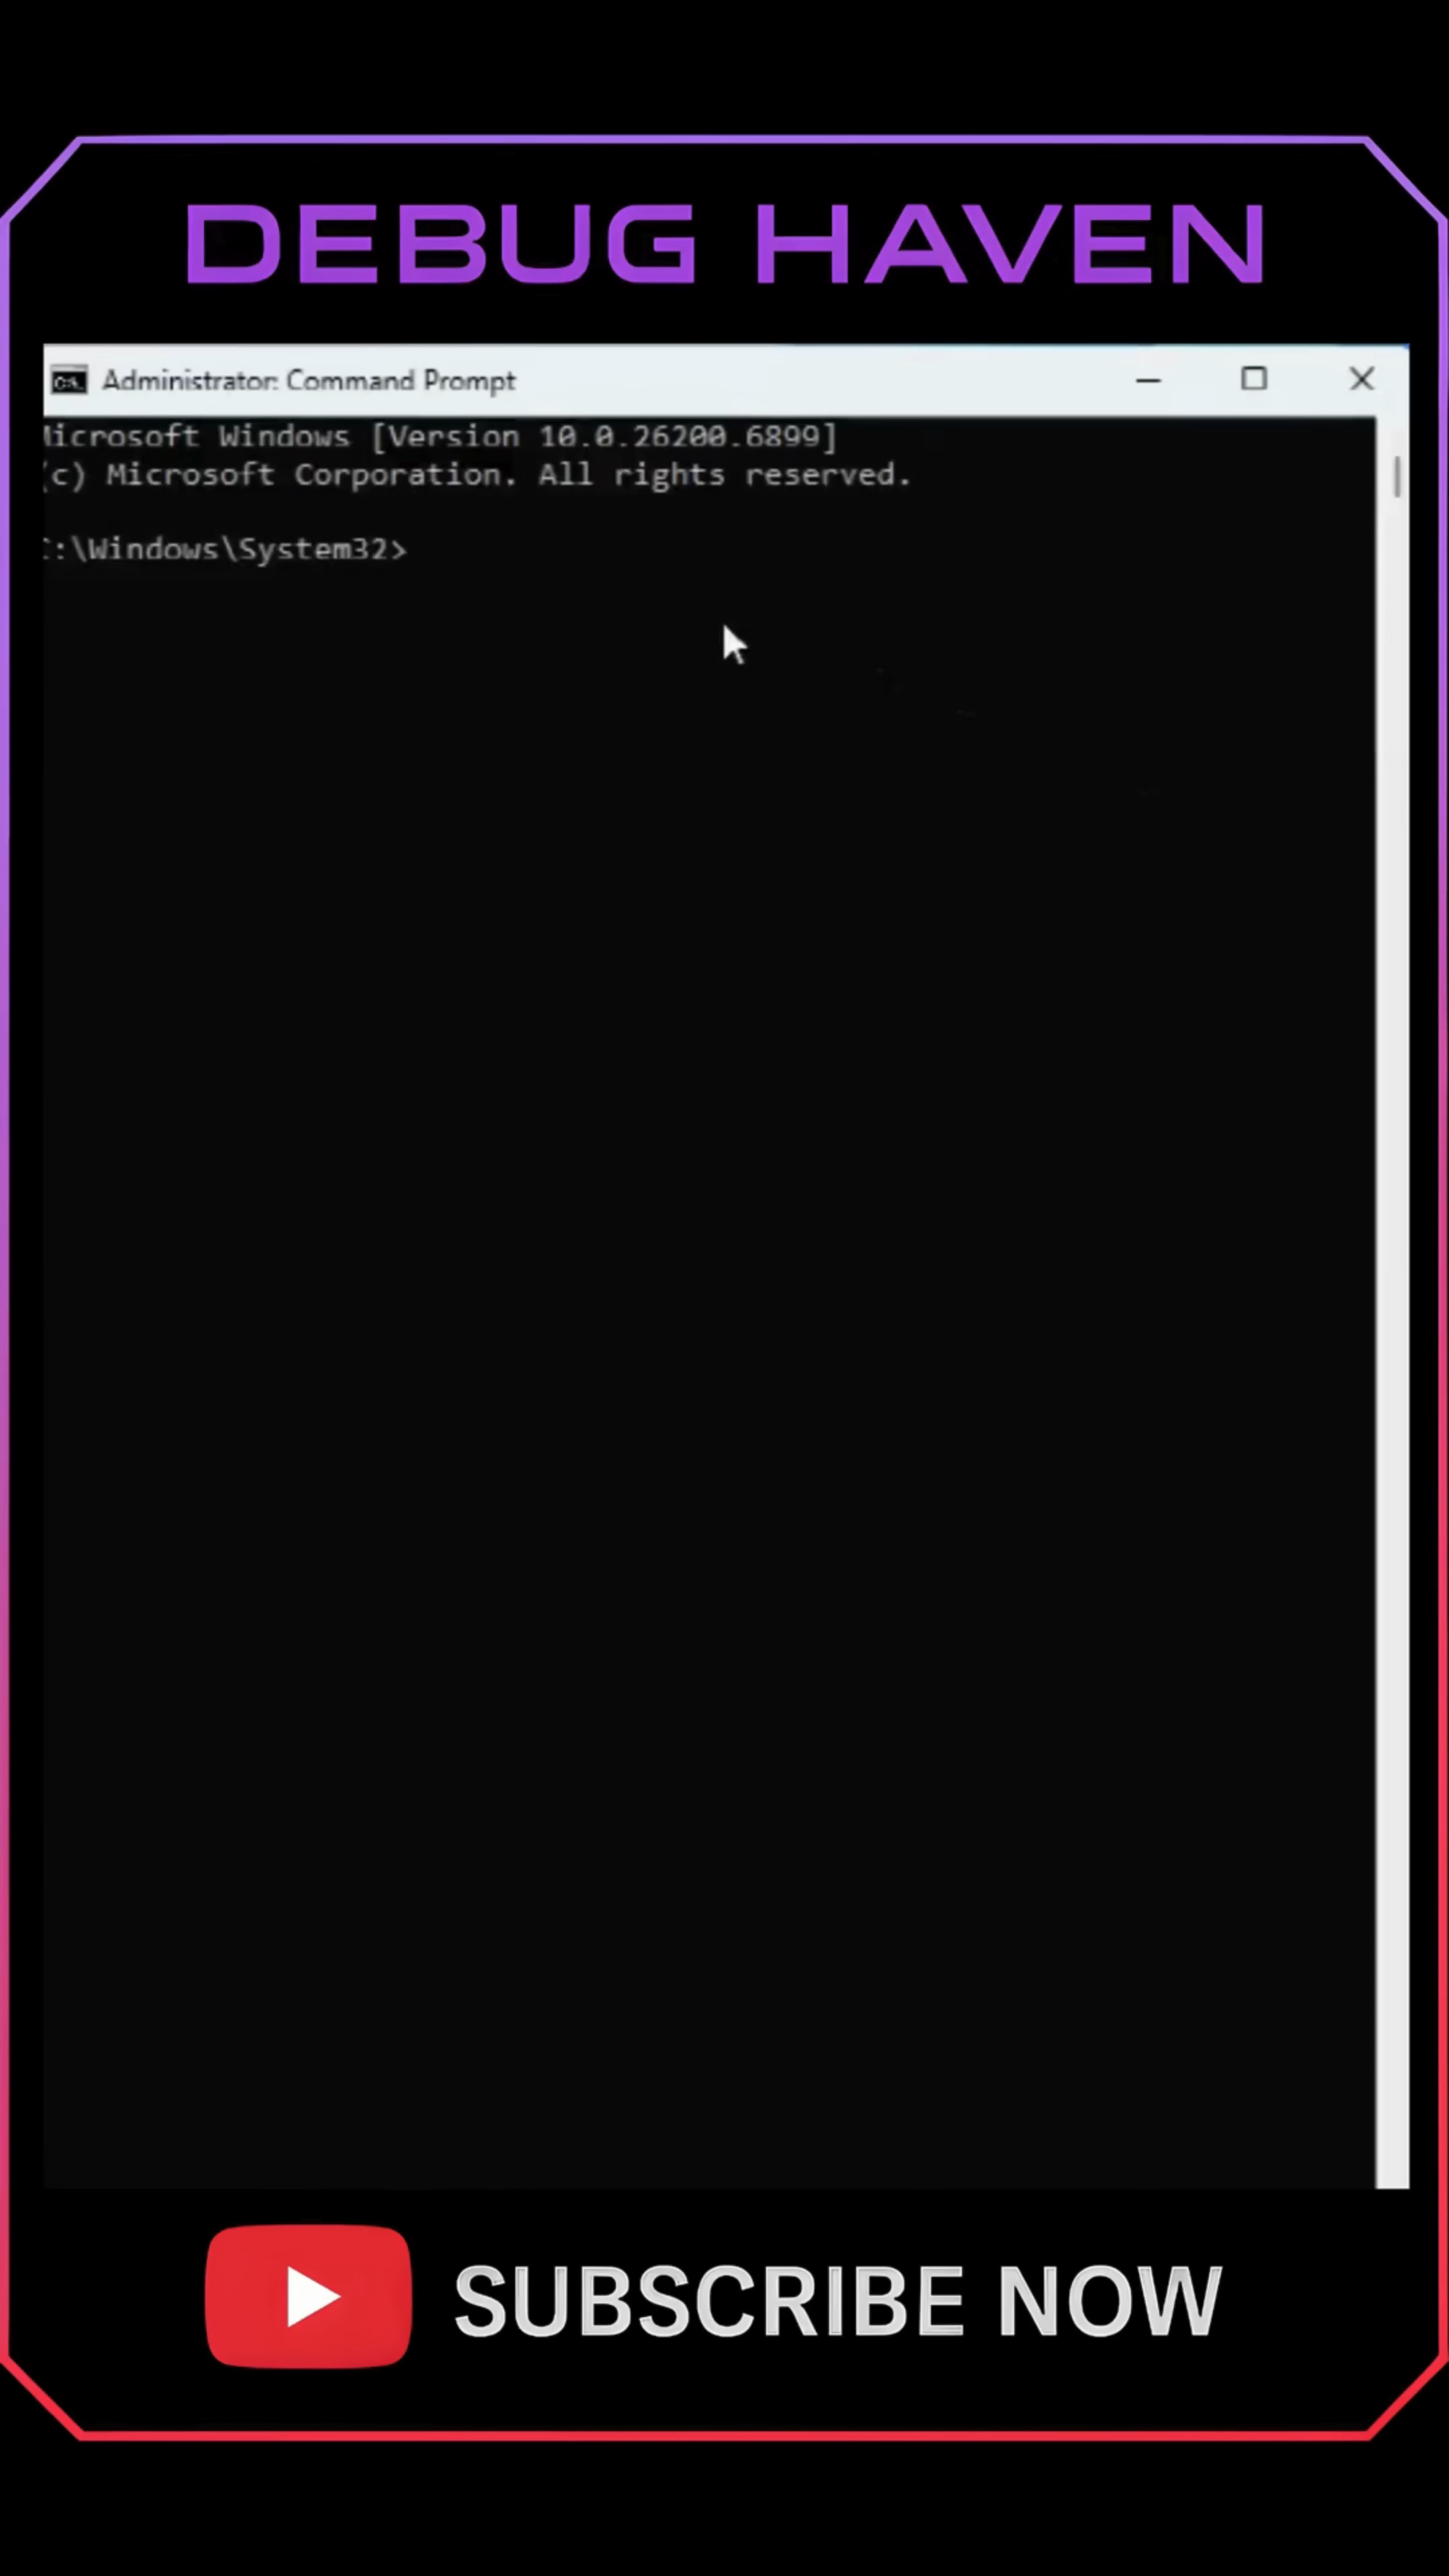 DEBUG HAVEN
Administrator: Command Prompt
Microsoft Windows [Version 10.0.26200.6899]
(c) Microsoft Corporation. All rights reserved.
C:\Windows\System32>
SUBSCRIBE NOW